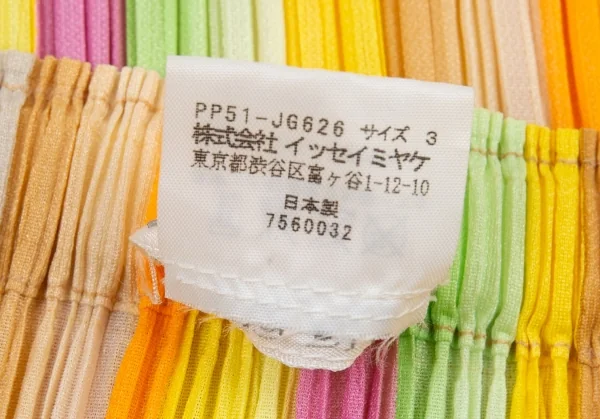 PP51-JG626 サイズ 3
株式会社 イッセイミヤケ
東京都渋谷区富ヶ谷1-12-10
日本製
7560032